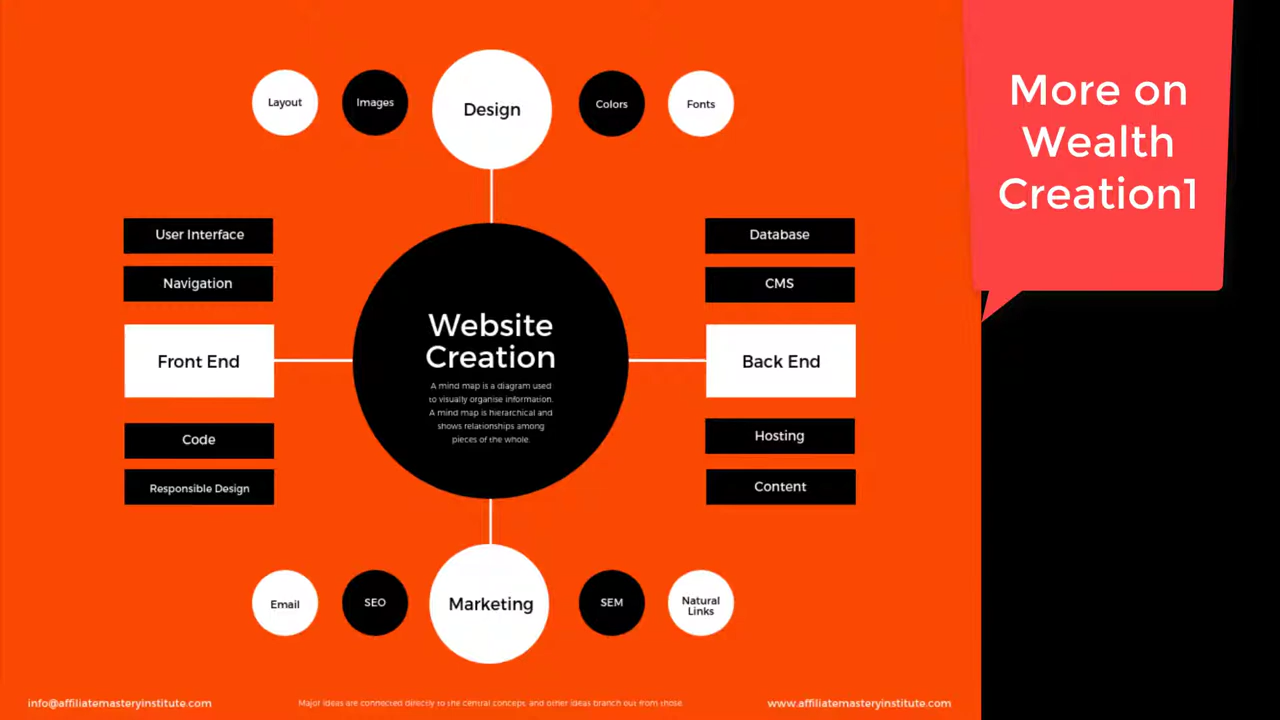 Layout
Images
Design
Colors
Fonts
More on
Wealth
Creation1
User Interface
Navigation
Front End
Code
Responsible Design
Website
Creation
A mind map is a diagram used
to visually organise information.
A mind map is hierarchical and
shows relationships among
pieces of the whole.
Database
CMS
Back End
Hosting
Content
Email
SEO
Marketing
SEM
Natural
Links
info@affiliatemasteryinstitute.com
Major ideas are connected directly to the central concept, and other ideas branch out from those.
www.affiliatemasteryinstitute.com